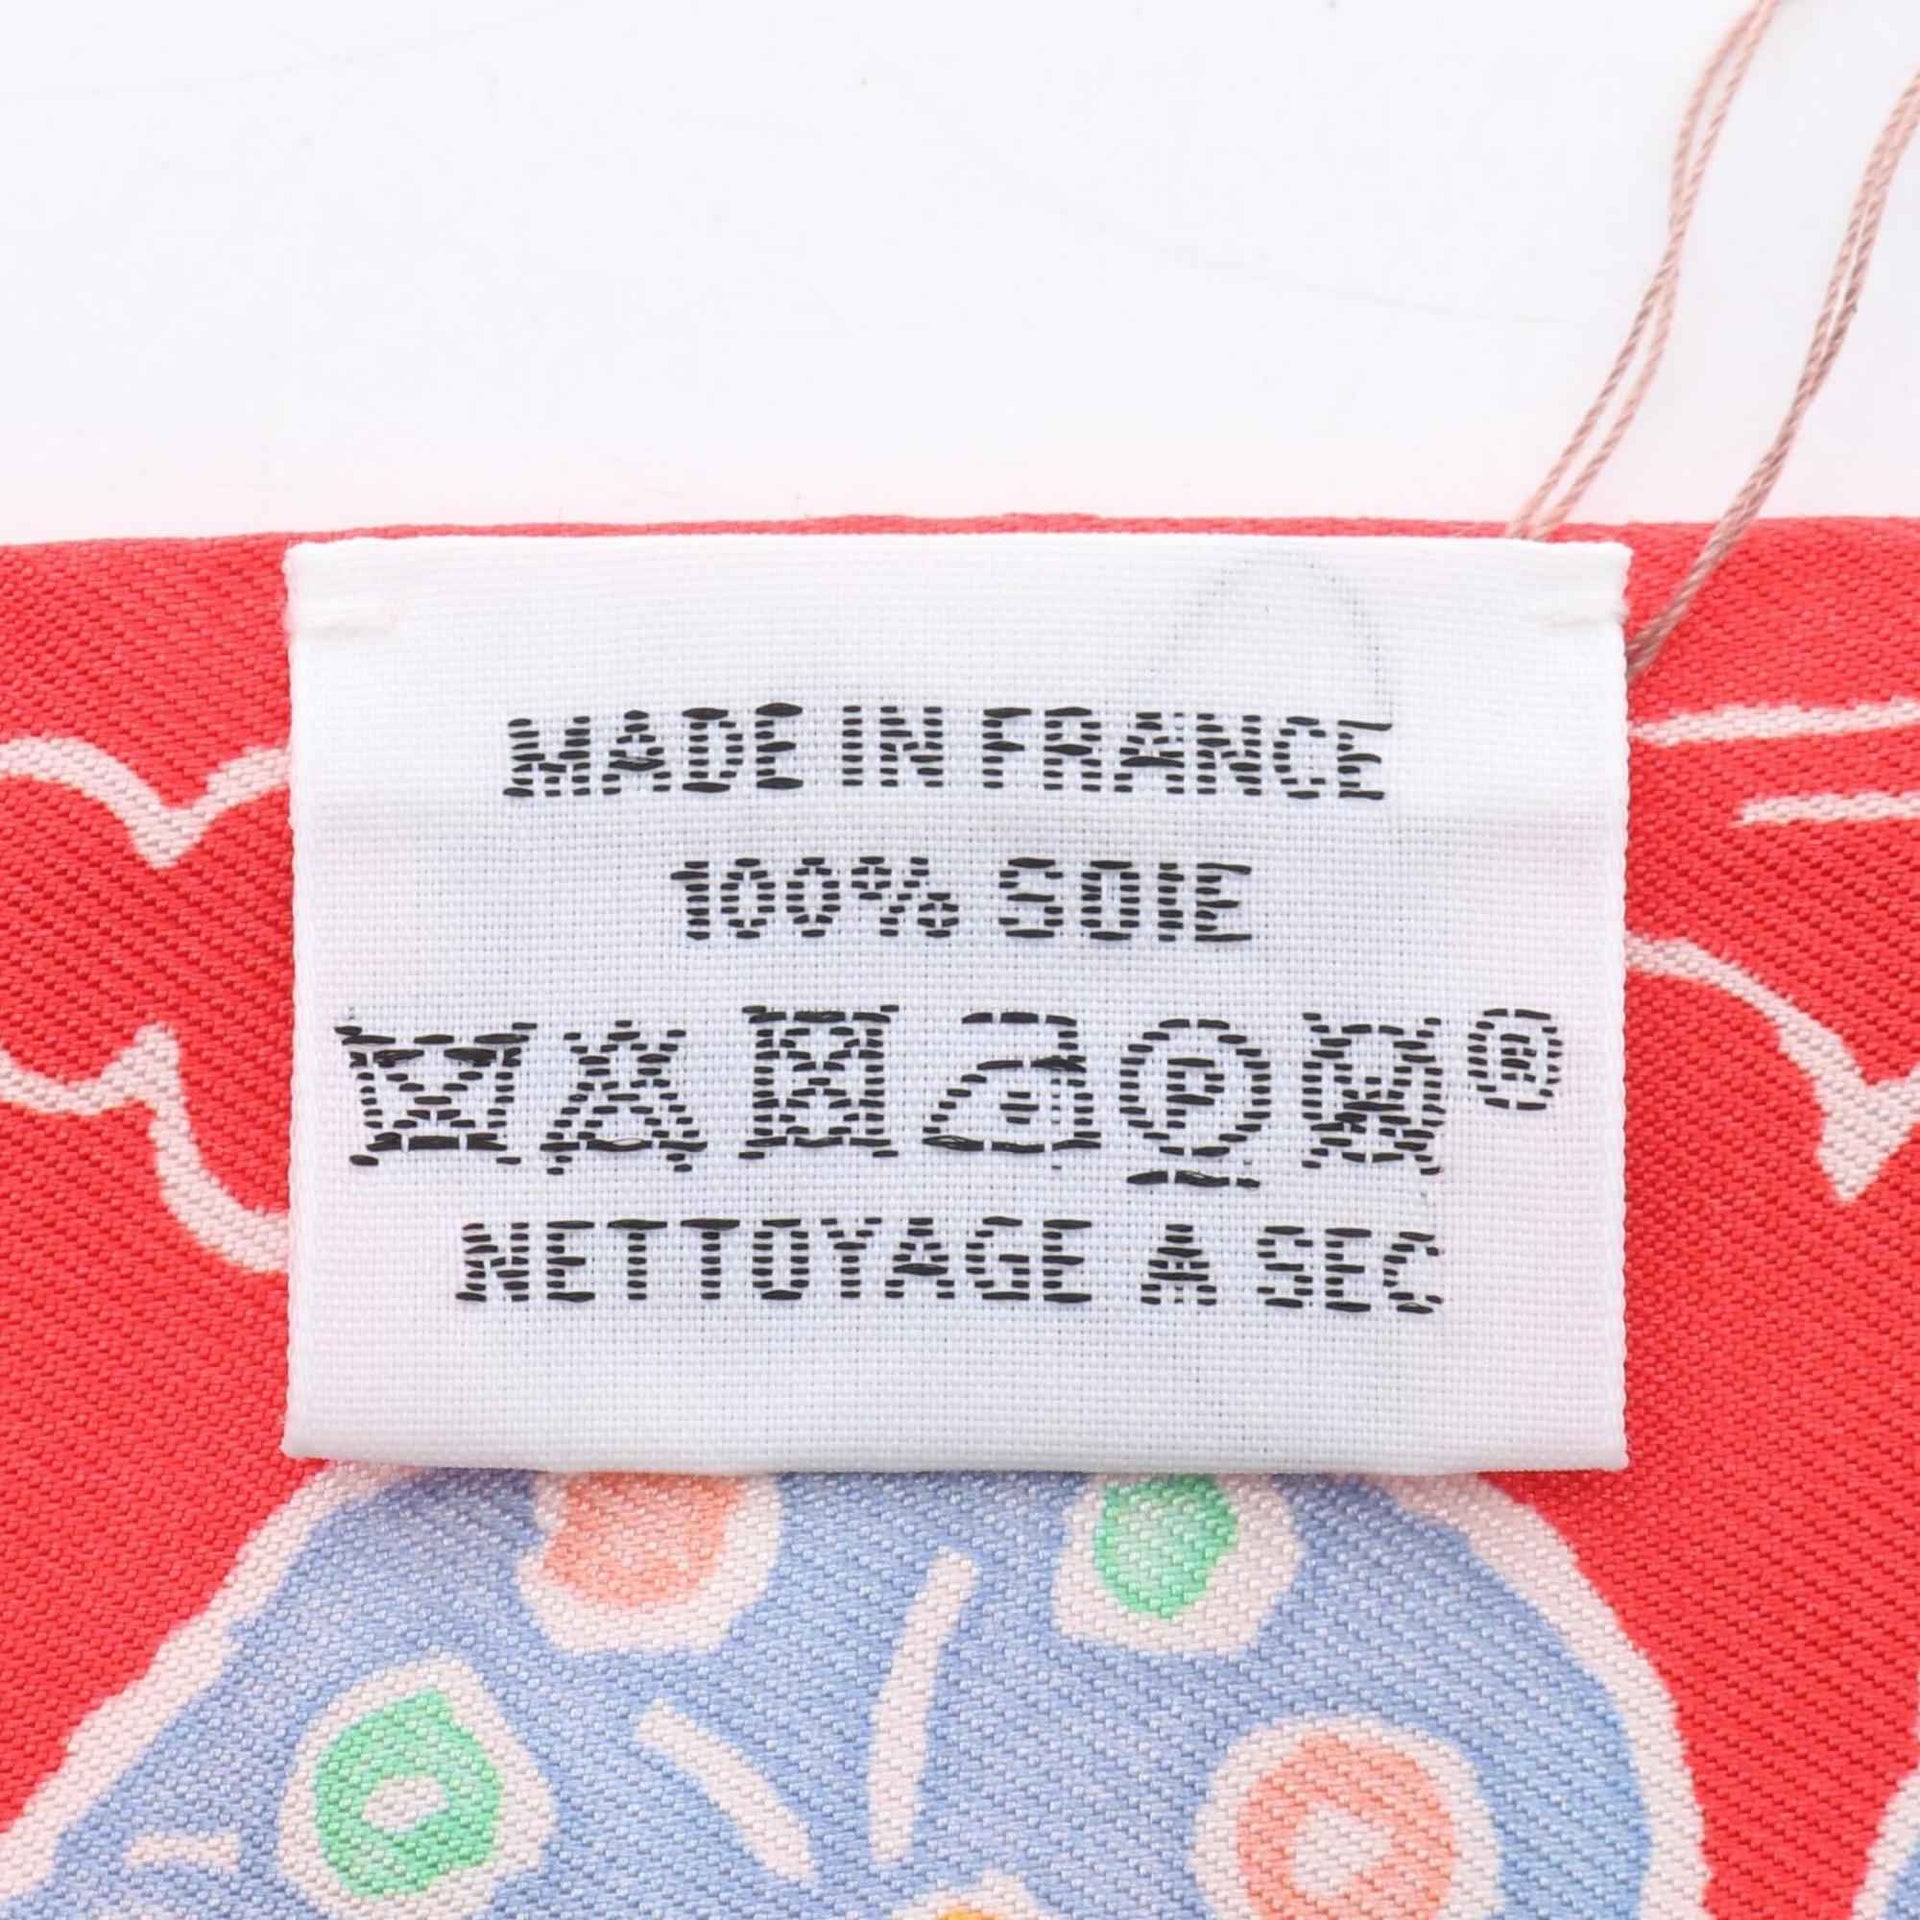 MADE IN FRANCE
100% SOIE
P ®
NETTOYAGE A SEC